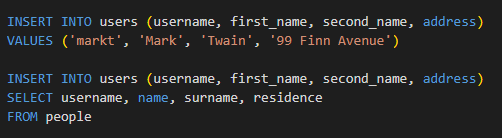 INSERT INTO users (username, first_name, second_name, address)
VALUES ('markt', 'Mark', 'Twain', '99 Finn Avenue')
INSERT INTO users (username, first_name, second_name, address)
SELECT username, name, surname, residence
FROM people